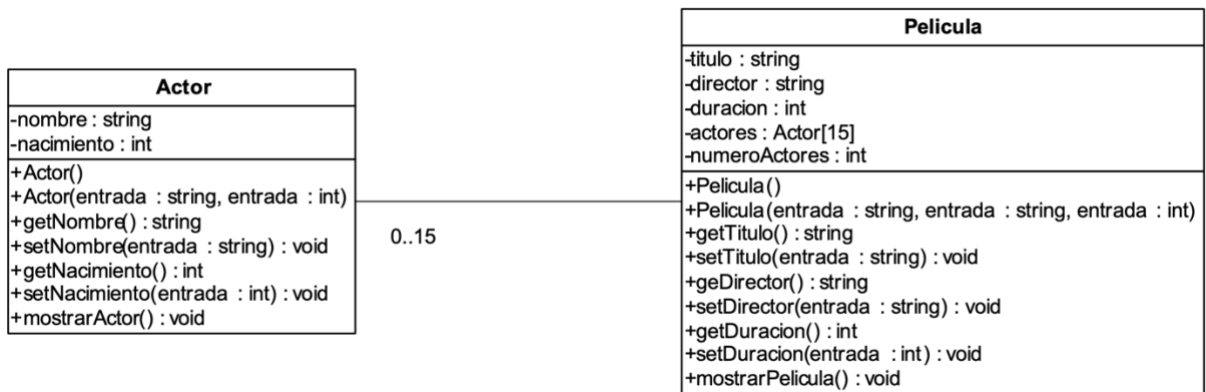 Actor
-nombre : string
-nacimiento : int
+Actor()
+Actor(entrada : string, entrada : int)
+getNombre() : string
+setNombre(entrada : string) : void
+getNacimiento() : int
+setNacimiento(entrada : int) : void
+mostrarActor() : void
0..15
Pelicula
-titulo : string
-director : string
-duracion : int
-actores : Actor[15]
-numeroActores : int
+Pelicula()
+Pelicula(entrada : string, entrada : string, entrada : int)
+getTitulo() : string
+setTitulo(entrada : string) : void
+geDirector() : string
+setDirector(entrada : string) : void
+getDuracion() : int
+setDuracion(entrada : int) : void
+mostrarPelicula() : void